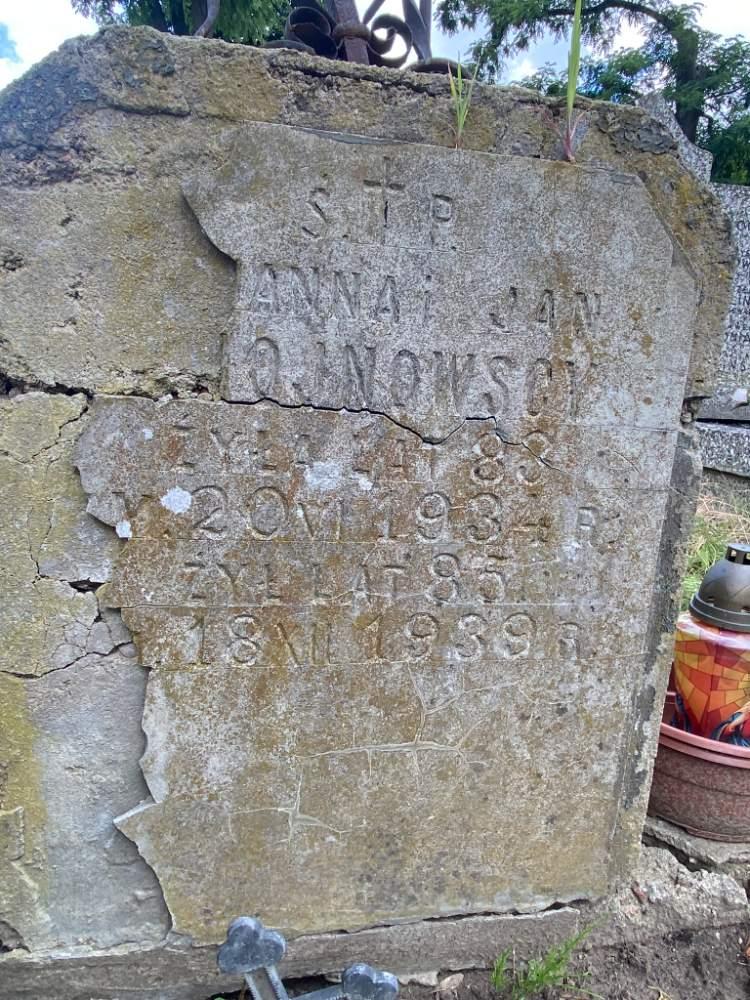 Ś. P.
ANNA i JAN
OJNOWSCY
ŻYŁA LAT 83
20 VI 1934 R.
ŻYŁ LAT 85
18 XII 1939 R.